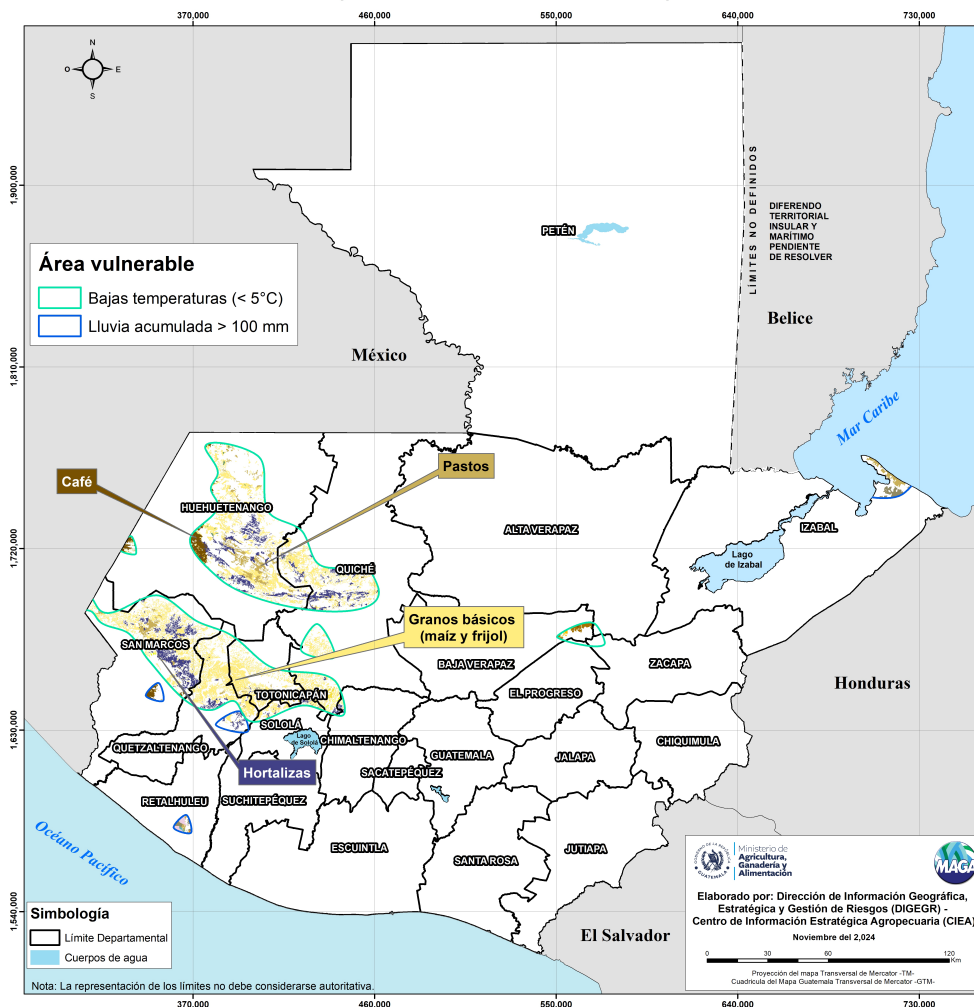 370,000 460,000 550,000 640,000 730,000
N
O E
S
1,900,000
LÍMITES NO DEFINIDOS
DIFERENDO
TERRITORIAL
INSULAR Y
MARÍTIMO
PENDIENTE
DE RESOLVER
PETÉN
Área vulnerable
Bajas temperaturas (< 5°C)
Lluvia acumulada > 100 mm
Belice
México
1,810,000
Mar Caribe
Café
Pastos
HUEHUETENANGO
ALTA VERAPAZ
IZABAL
1,720,000
Lago
de Izabal
QUICHÉ
Granos básicos
(maíz y frijol)
SAN MARCOS
BAJA VERAPAZ
ZACAPA
EL PROGRESO
TOTONICAPÁN
Honduras
SOLOLÁ
1,630,000
Lago
de Sololá
CHIMALTENANGO
QUETZALTENANGO
GUATEMALA
JALAPA
CHIQUIMULA
Hortalizas
SACATEPÉQUEZ
RETALHULEU
SUCHITEPÉQUEZ
Océano Pacífico
ESCUINTLA
SANTA ROSA
JUTIAPA
GOBIERNO DE LA REPÚBLICA
GUATEMALA
Ministerio de
Agricultura,
Ganadería y
Alimentación
MAGA
Elaborado por: Dirección de Información Geográfica,
Estratégica y Gestión de Riesgos (DIGEGR) -
Centro de Información Estratégica Agropecuaria (CIEA)
Noviembre del 2,024
0 30 60 120
Km
Proyección del mapa Transversal de Mercator -TM-
Cuadrícula del Mapa Guatemala Transversal de Mercator -GTM-
1,540,000
El Salvador
Simbología
Límite Departamental
Cuerpos de agua
Nota: La representación de los límites no debe considerarse autoritativa.
370,000 460,000 550,000 640,000 730,000